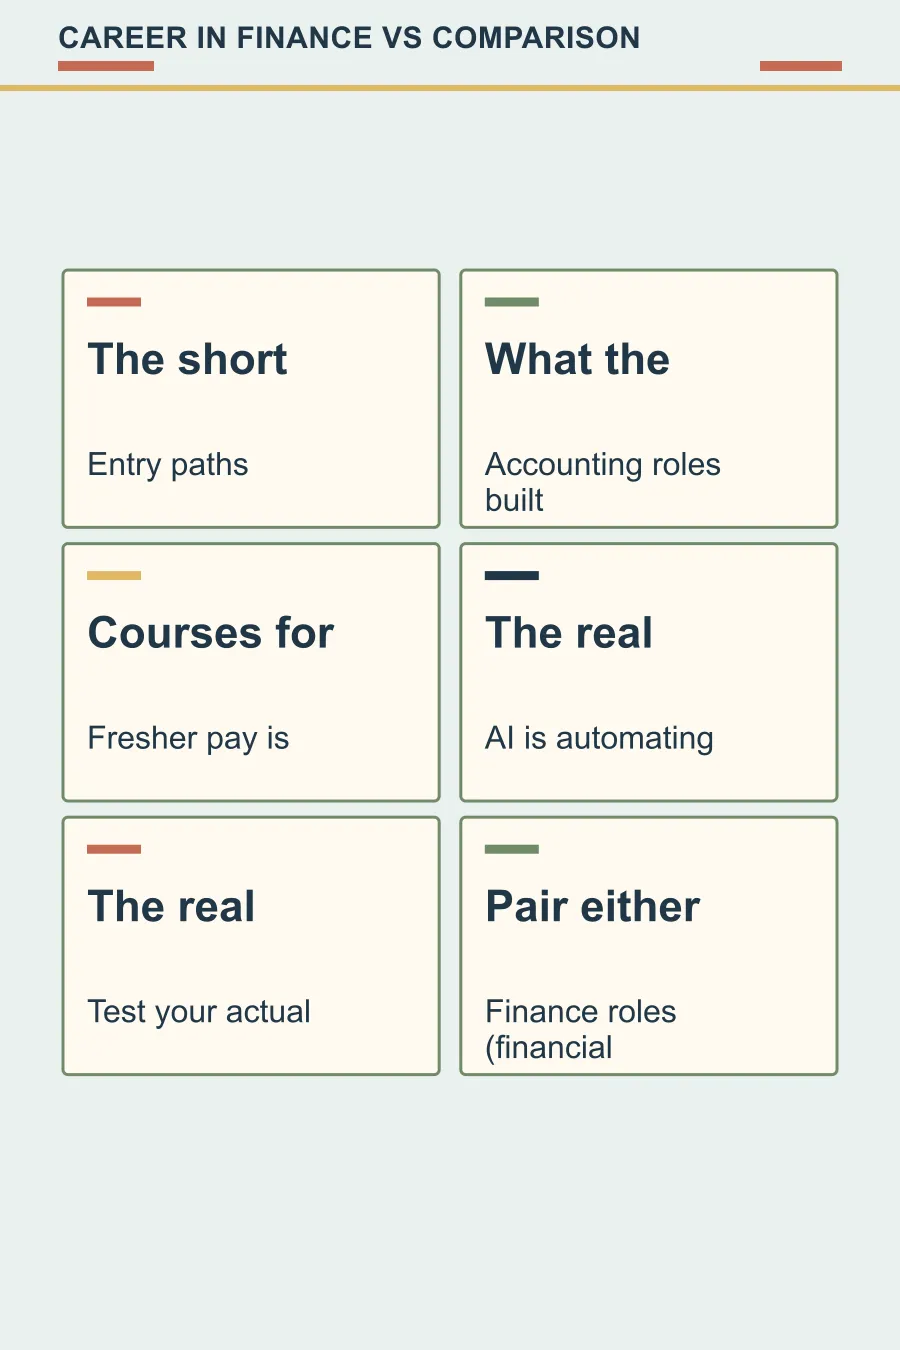 CAREER IN FINANCE VS COMPARISON
The short
Entry paths
What the
Accounting roles
built
Courses for
Fresher pay is
The real
AI is automating
The real
Test your actual
Pair either
Finance roles
(financial